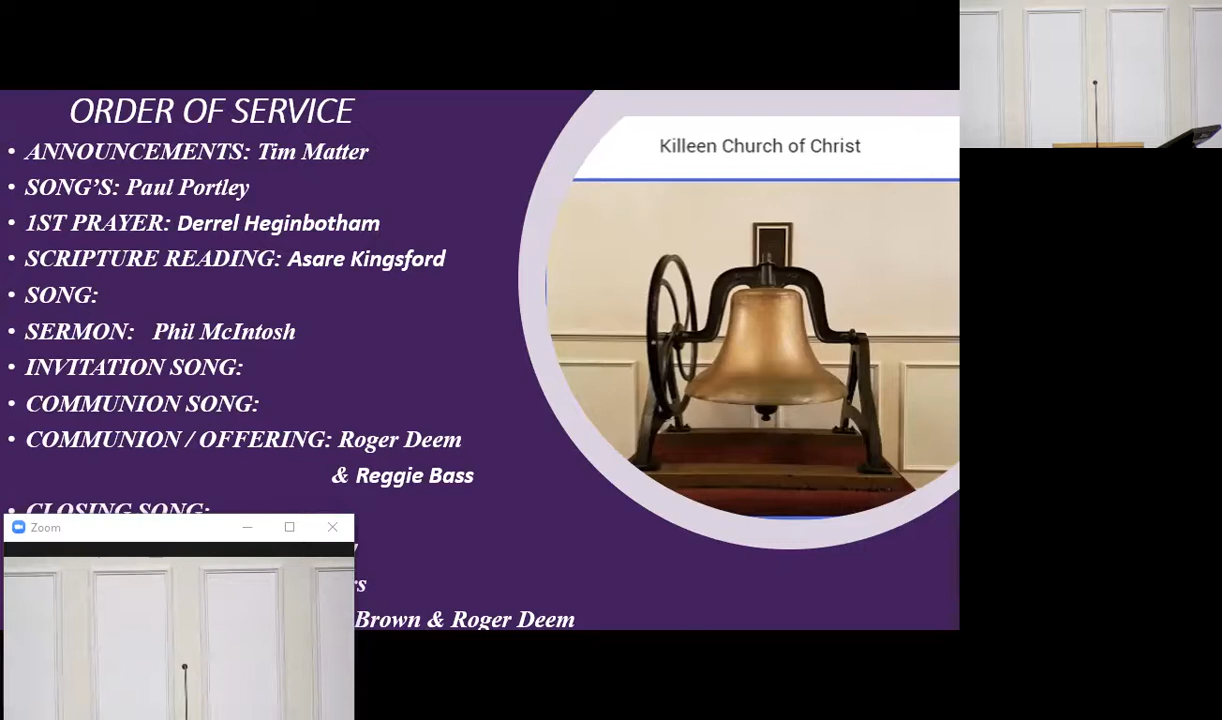 ORDER OF SERVICE
• ANNOUNCEMENTS: Tim Matter
• SONG'S: Paul Portley
• 1ST PRAYER: Derrel Heginbotham
• SCRIPTURE READING: Asare Kingsford
• SONG:
• SERMON: Phil McIntosh
• INVITATION SONG:
• COMMUNION SONG:
• COMMUNION / OFFERING: Roger Deem
& Reggie Bass
• CLOSING SONG:
Brown & Roger Deem
Killeen Church of Christ
Zoom